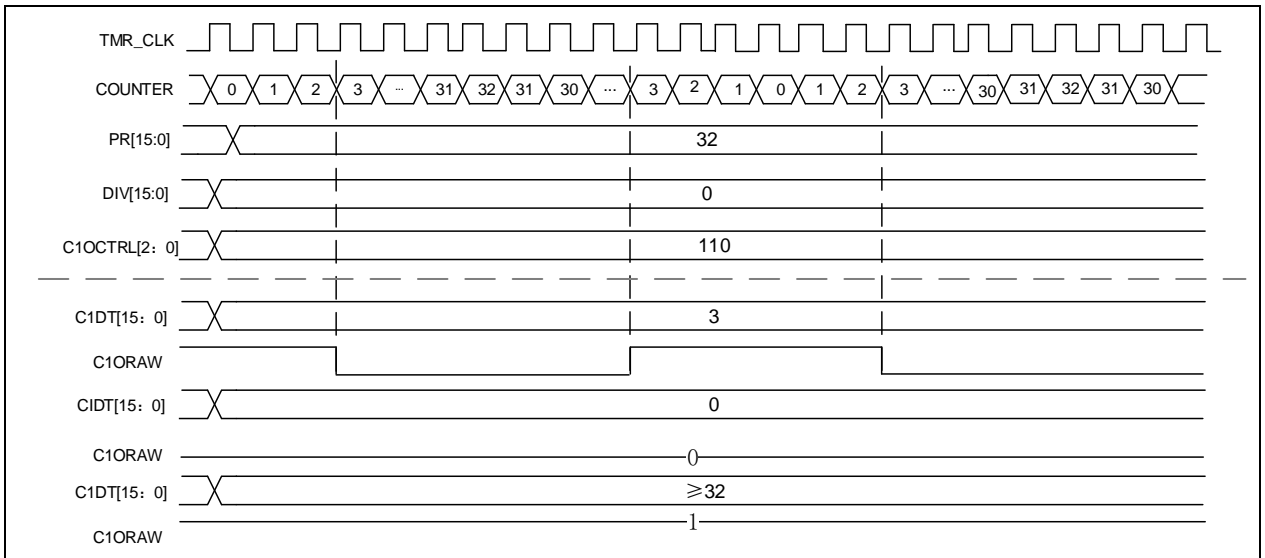 TMR_CLK
COUNTER 0 1 2 3 ... 31 32 31 30 ... 3 2 1 0 1 2 3 ... 30 31 32 31 30
PR[15:0] 32
DIV[15:0] 0
C1OCTRL[2：0] 110
C1DT[15：0] 3
C1ORAW
CIDT[15：0] 0
C1ORAW 0
C1DT[15：0] ≥32
C1ORAW 1